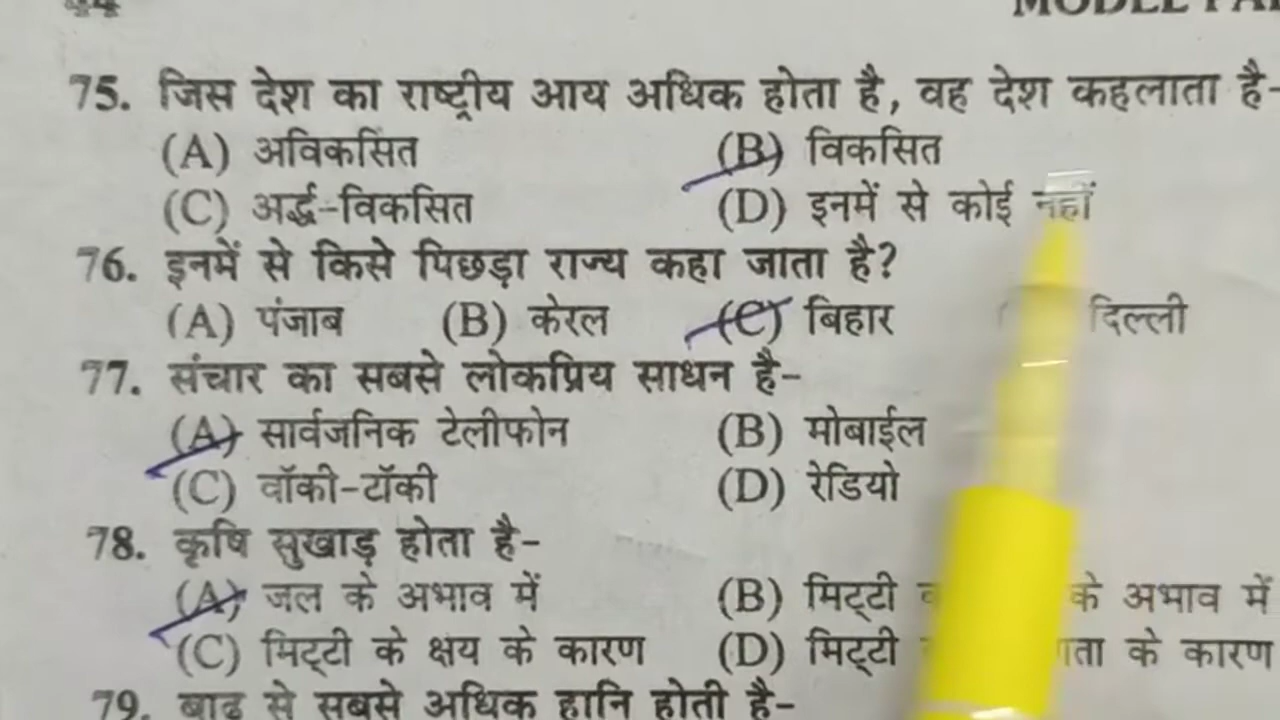 44
75. जिस देश का राष्ट्रीय आय अधिक होता है, वह देश कहलाता है-
(A) अविकसित (B) विकसित
(C) अर्द्ध-विकसित (D) इनमें से कोई नहीं
76. इनमें से किसे पिछड़ा राज्य कहा जाता है?
(A) पंजाब (B) केरल (C) बिहार दिल्ली
77. संचार का सबसे लोकप्रिय साधन है-
(A) सार्वजनिक टेलीफोन (B) मोबाईल
(C) वॉकी-टॉकी (D) रेडियो
78. कृषि सुखाड़ होता है-
(A) जल के अभाव में (B) मिट्टी के अभाव में
(C) मिट्टी के क्षय के कारण (D) मिट्टी के कारण
79. बाढ़ से सबसे अधिक हानि होती है-